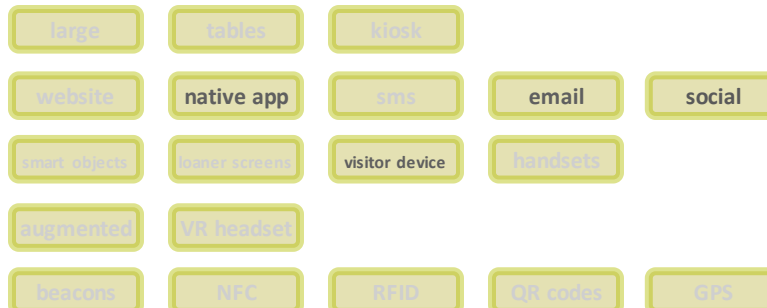 large tables kiosk
website native app sms email social
smart objects loaner screens visitor device handsets
augmented VR headset
beacons NFC RFID QR codes GPS